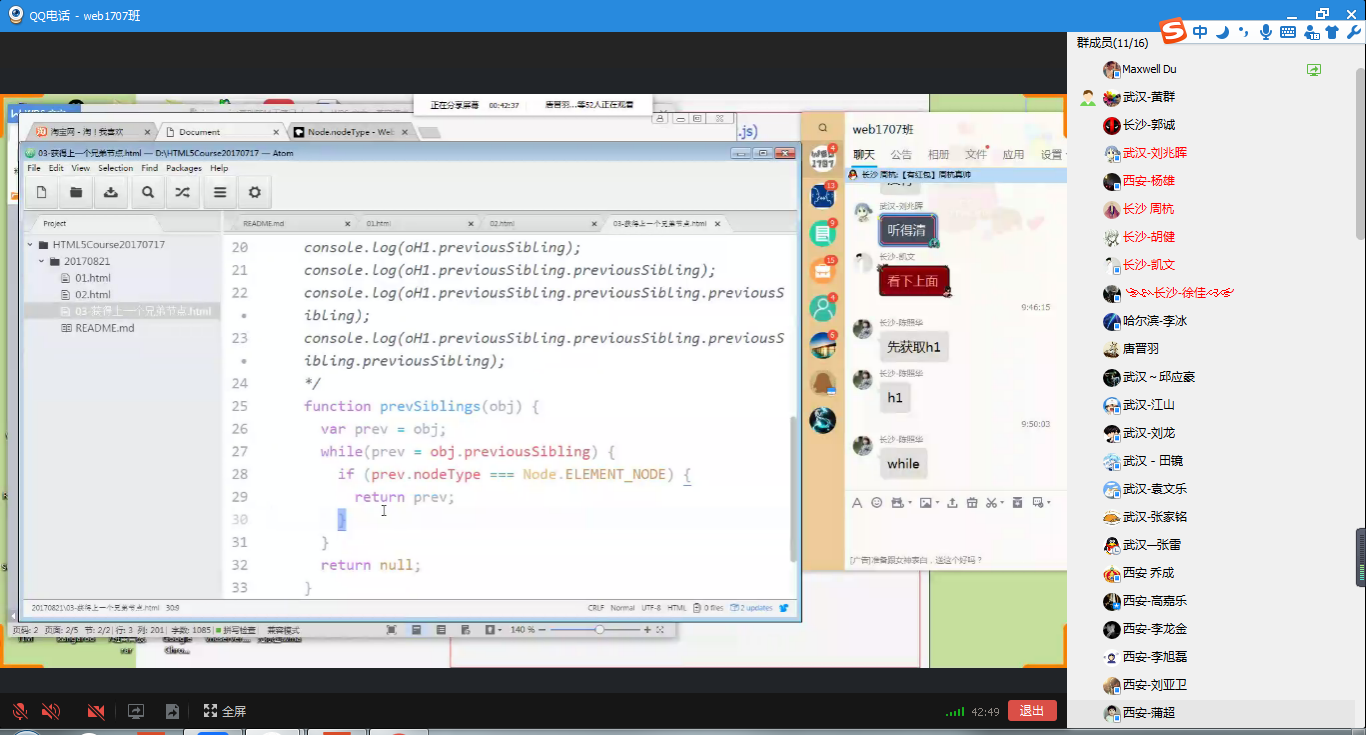 QQ电话 - web1707班
中
群成员(11/16)
正在分享屏幕 00:42:37 唐晋羽...等52人正在观看
淘宝网 - 淘！我喜欢
Document
Node.nodeType - Wel
.js)
03-获得上一个兄弟节点.html — D:\HTML5Course20170717 — Atom
File Edit View Selection Find Packages Help
Project
README.md
01.html
02.html
03-获得上一个兄弟节点.html
HTML5Course20170717
20170821
01.html
02.html
03-获得上一个兄弟节点.html
README.md
20 console.log(oH1.previousSibling);
21 console.log(oH1.previousSibling.previousSibling);
22 console.log(oH1.previousSibling.previousSibling.previousS
• ibling);
23 console.log(oH1.previousSibling.previousSibling.previousS
• ibling.previousSibling);
24 */
25 function prevSiblings(obj) {
26 var prev = obj;
27 while(prev = obj.previousSibling) {
28 if (prev.nodeType === Node.ELEMENT_NODE) {
29 return prev;
30 }
31 }
32 return null;
33 }
20170821\03-获得上一个兄弟节点.html 30:9
CRLF Normal UTF-8 HTML 0 files 2 updates
页码: 2 页面: 2/5 节: 2/2 行: 3 列: 201 字数: 1085 拼写检查 兼容模式
140 %
web1707班
聊天 公告 相册 文件 应用 设置
长沙 周杭:【有红包】周杭真帅
武汉-刘兆晖
听得清
长沙-凯文
看下上面
9:46:15
长沙-陈照华
先获取h1
长沙-陈照华
h1
9:50:03
长沙-陈照华
while
[广告]准备跟女神表白，送这个好吗？
Maxwell Du
武汉-黄群
长沙-郭诚
武汉-刘兆晖
西安-杨雄
长沙 周杭
长沙-胡健
长沙-凯文
长沙-徐佳
哈尔滨-李冰
唐晋羽
武汉～邱应豪
武汉-江山
武汉-刘龙
武汉 - 田镜
武汉-袁文乐
武汉-张家铭
武汉—张雷
西安 乔成
西安-高嘉乐
西安-李龙金
西安-李旭磊
西安-刘亚卫
西安-蒲超
全屏
42:49
退出